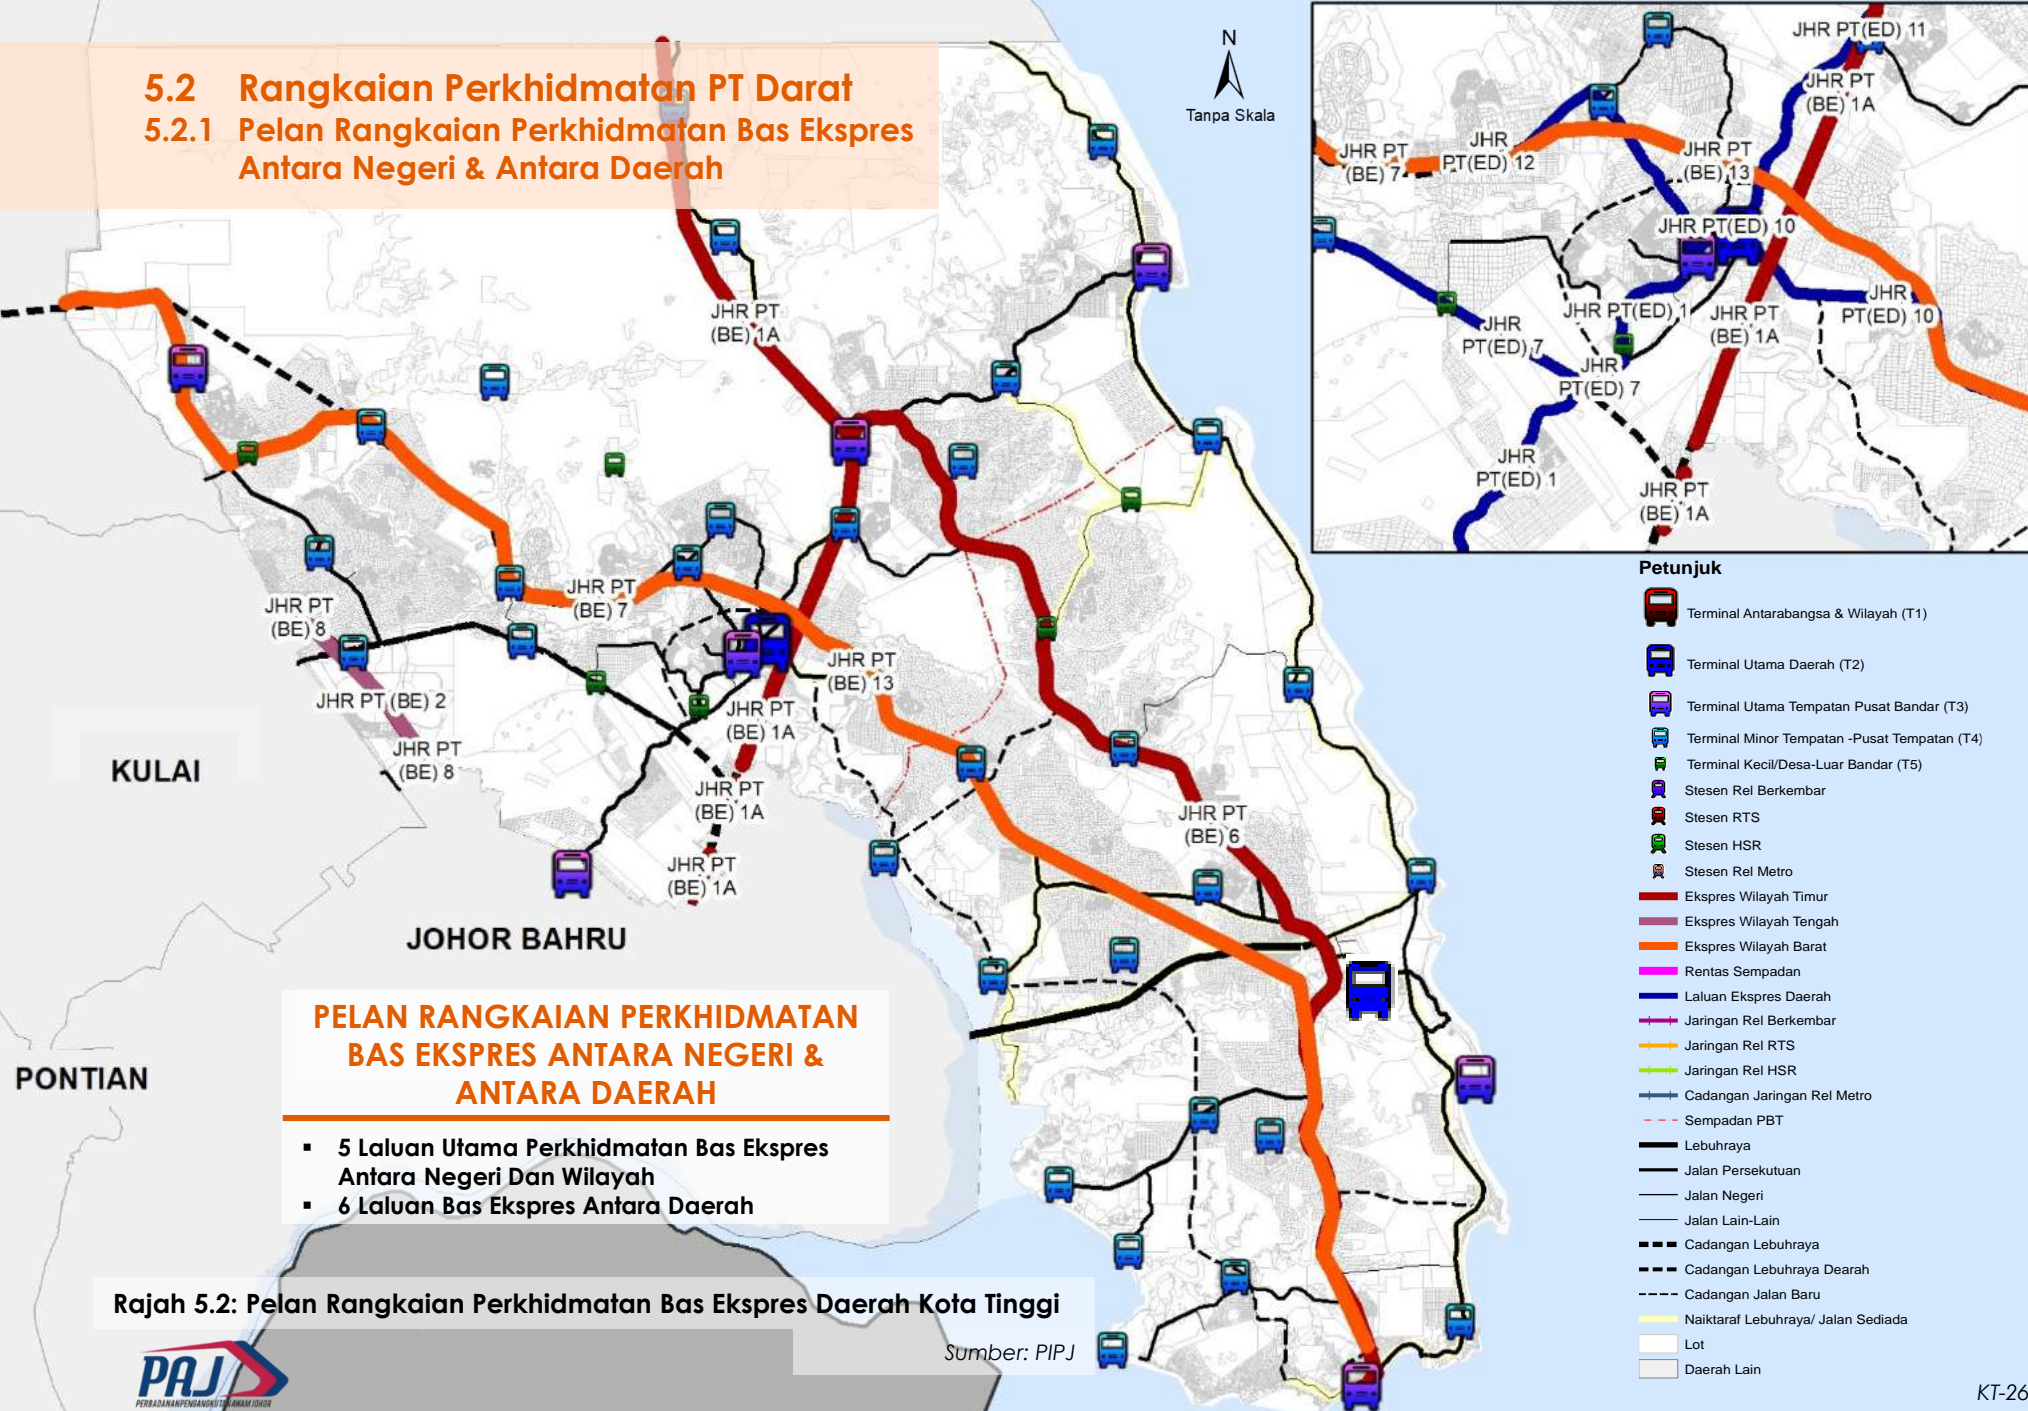 5.2 Rangkaian Perkhidmatan PT Darat
5.2.1 Pelan Rangkaian Perkhidmatan Bas Ekspres
Antara Negeri & Antara Daerah
N
Tanpa Skala
JHR PT
(BE) 1A
JHR PT
(BE) 7
JHR PT
(BE) 8
JHR PT (BE) 2
JHR PT
(BE) 8
JHR PT
(BE) 13
JHR PT
(BE) 1A
JHR PT
(BE) 1A
JHR PT
(BE) 1A
JHR PT
(BE) 6
KULAI
JOHOR BAHRU
PONTIAN
JHR PT(ED) 11
JHR PT
(BE) 1A
JHR PT
(BE) 7
JHR
PT(ED) 12
JHR PT
(BE) 13
JHR PT(ED) 10
JHR PT(ED) 1
JHR PT
(BE) 1A
JHR
PT(ED) 10
JHR
PT(ED) 7
JHR
PT(ED) 7
JHR
PT(ED) 1
JHR PT
(BE) 1A
PELAN RANGKAIAN PERKHIDMATAN
BAS EKSPRES ANTARA NEGERI &
ANTARA DAERAH
▪ 5 Laluan Utama Perkhidmatan Bas Ekspres
Antara Negeri Dan Wilayah
▪ 6 Laluan Bas Ekspres Antara Daerah
Rajah 5.2: Pelan Rangkaian Perkhidmatan Bas Ekspres Daerah Kota Tinggi
Sumber: PIPJ
PAJ
PERBADANAN PENGANGKUTAN AWAM JOHOR
Petunjuk
Terminal Antarabangsa & Wilayah (T1)
Terminal Utama Daerah (T2)
Terminal Utama Tempatan Pusat Bandar (T3)
Terminal Minor Tempatan -Pusat Tempatan (T4)
Terminal Kecil/Desa-Luar Bandar (T5)
Stesen Rel Berkembar
Stesen RTS
Stesen HSR
Stesen Rel Metro
Ekspres Wilayah Timur
Ekspres Wilayah Tengah
Ekspres Wilayah Barat
Rentas Sempadan
Laluan Ekspres Daerah
Jaringan Rel Berkembar
Jaringan Rel RTS
Jaringan Rel HSR
Cadangan Jaringan Rel Metro
Sempadan PBT
Lebuhraya
Jalan Persekutuan
Jalan Negeri
Jalan Lain-Lain
Cadangan Lebuhraya
Cadangan Lebuhraya Dearah
Cadangan Jalan Baru
Naiktaraf Lebuhraya/ Jalan Sediada
Lot
Daerah Lain
KT-26